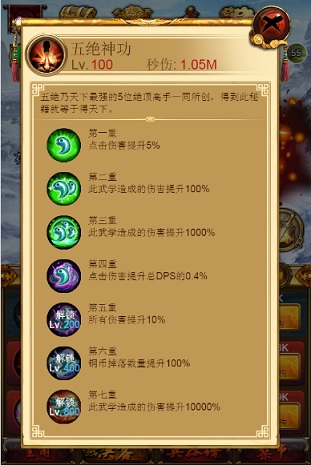 五绝神功
Lv.100 秒伤: 1.05M
五绝乃天下最强的5位绝顶高手一同所创，得到此秘
籍就等于得天下。
第一重
点击伤害提升5%
第二重
此武学造成的伤害提升100%
第三重
此武学造成的伤害提升1000%
第四重
点击伤害提升总DPS的0.4%
第五重
所有伤害提升10%
解锁
Lv.200
第六重
铜币掉落数量提升100%
解锁
Lv.400
第七重
此武学造成的伤害提升10000%
解锁